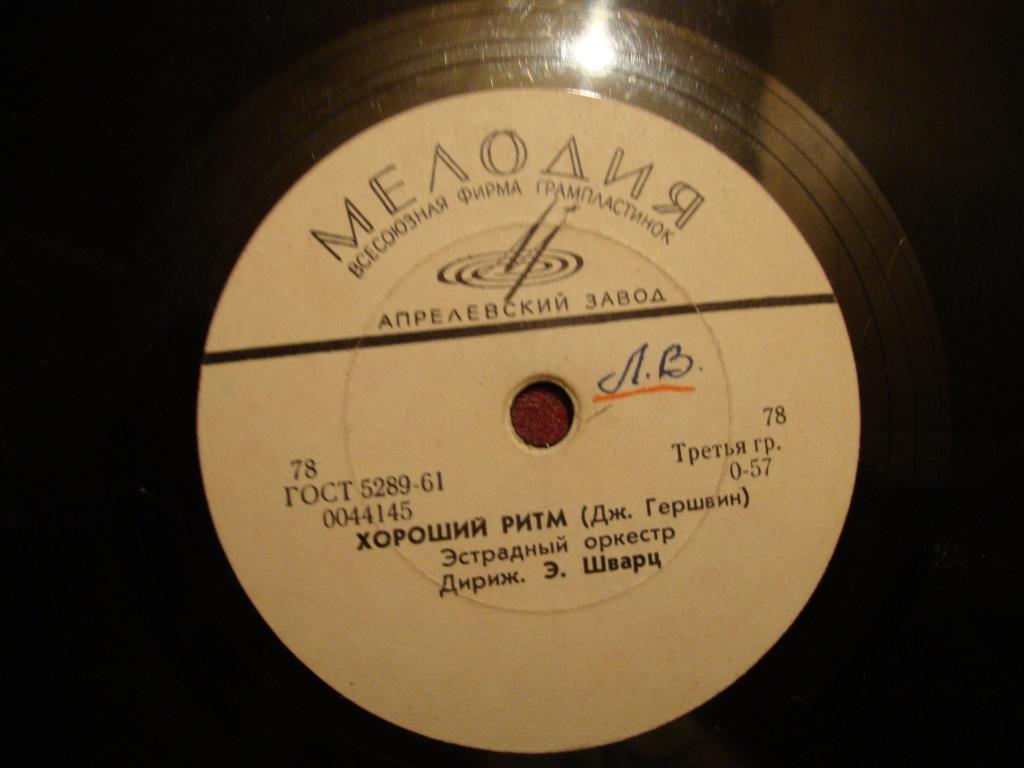 МЕЛОДИЯ
ВСЕСОЮЗНАЯ ФИРМА ГРАМПЛАСТИНОК
АПРЕЛЕВСКИЙ ЗАВОД
Л.В.
78
ГОСТ 5289-61
0044145
78
Третья гр.
0-57
ХОРОШИЙ РИТМ (Дж. Гершвин)
Эстрадный оркестр
Дириж. Э. Шварц